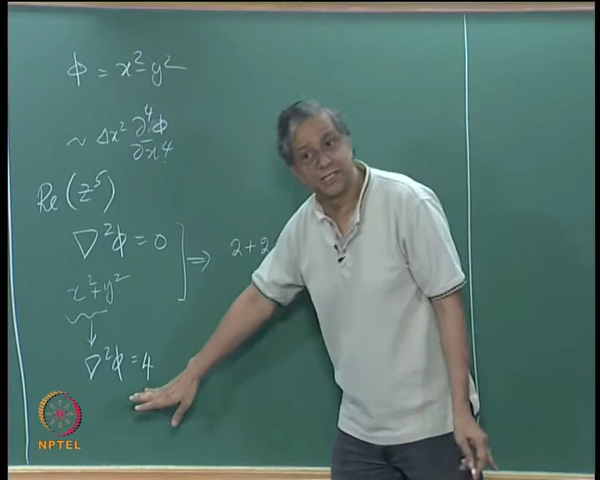 φ = x² - y²
~ Δx² ∂⁴φ/∂x⁴
Re(z⁵)
∇²φ = 0
x² + y²
⇒ 2 + 2
∇²φ = 4
NPTEL